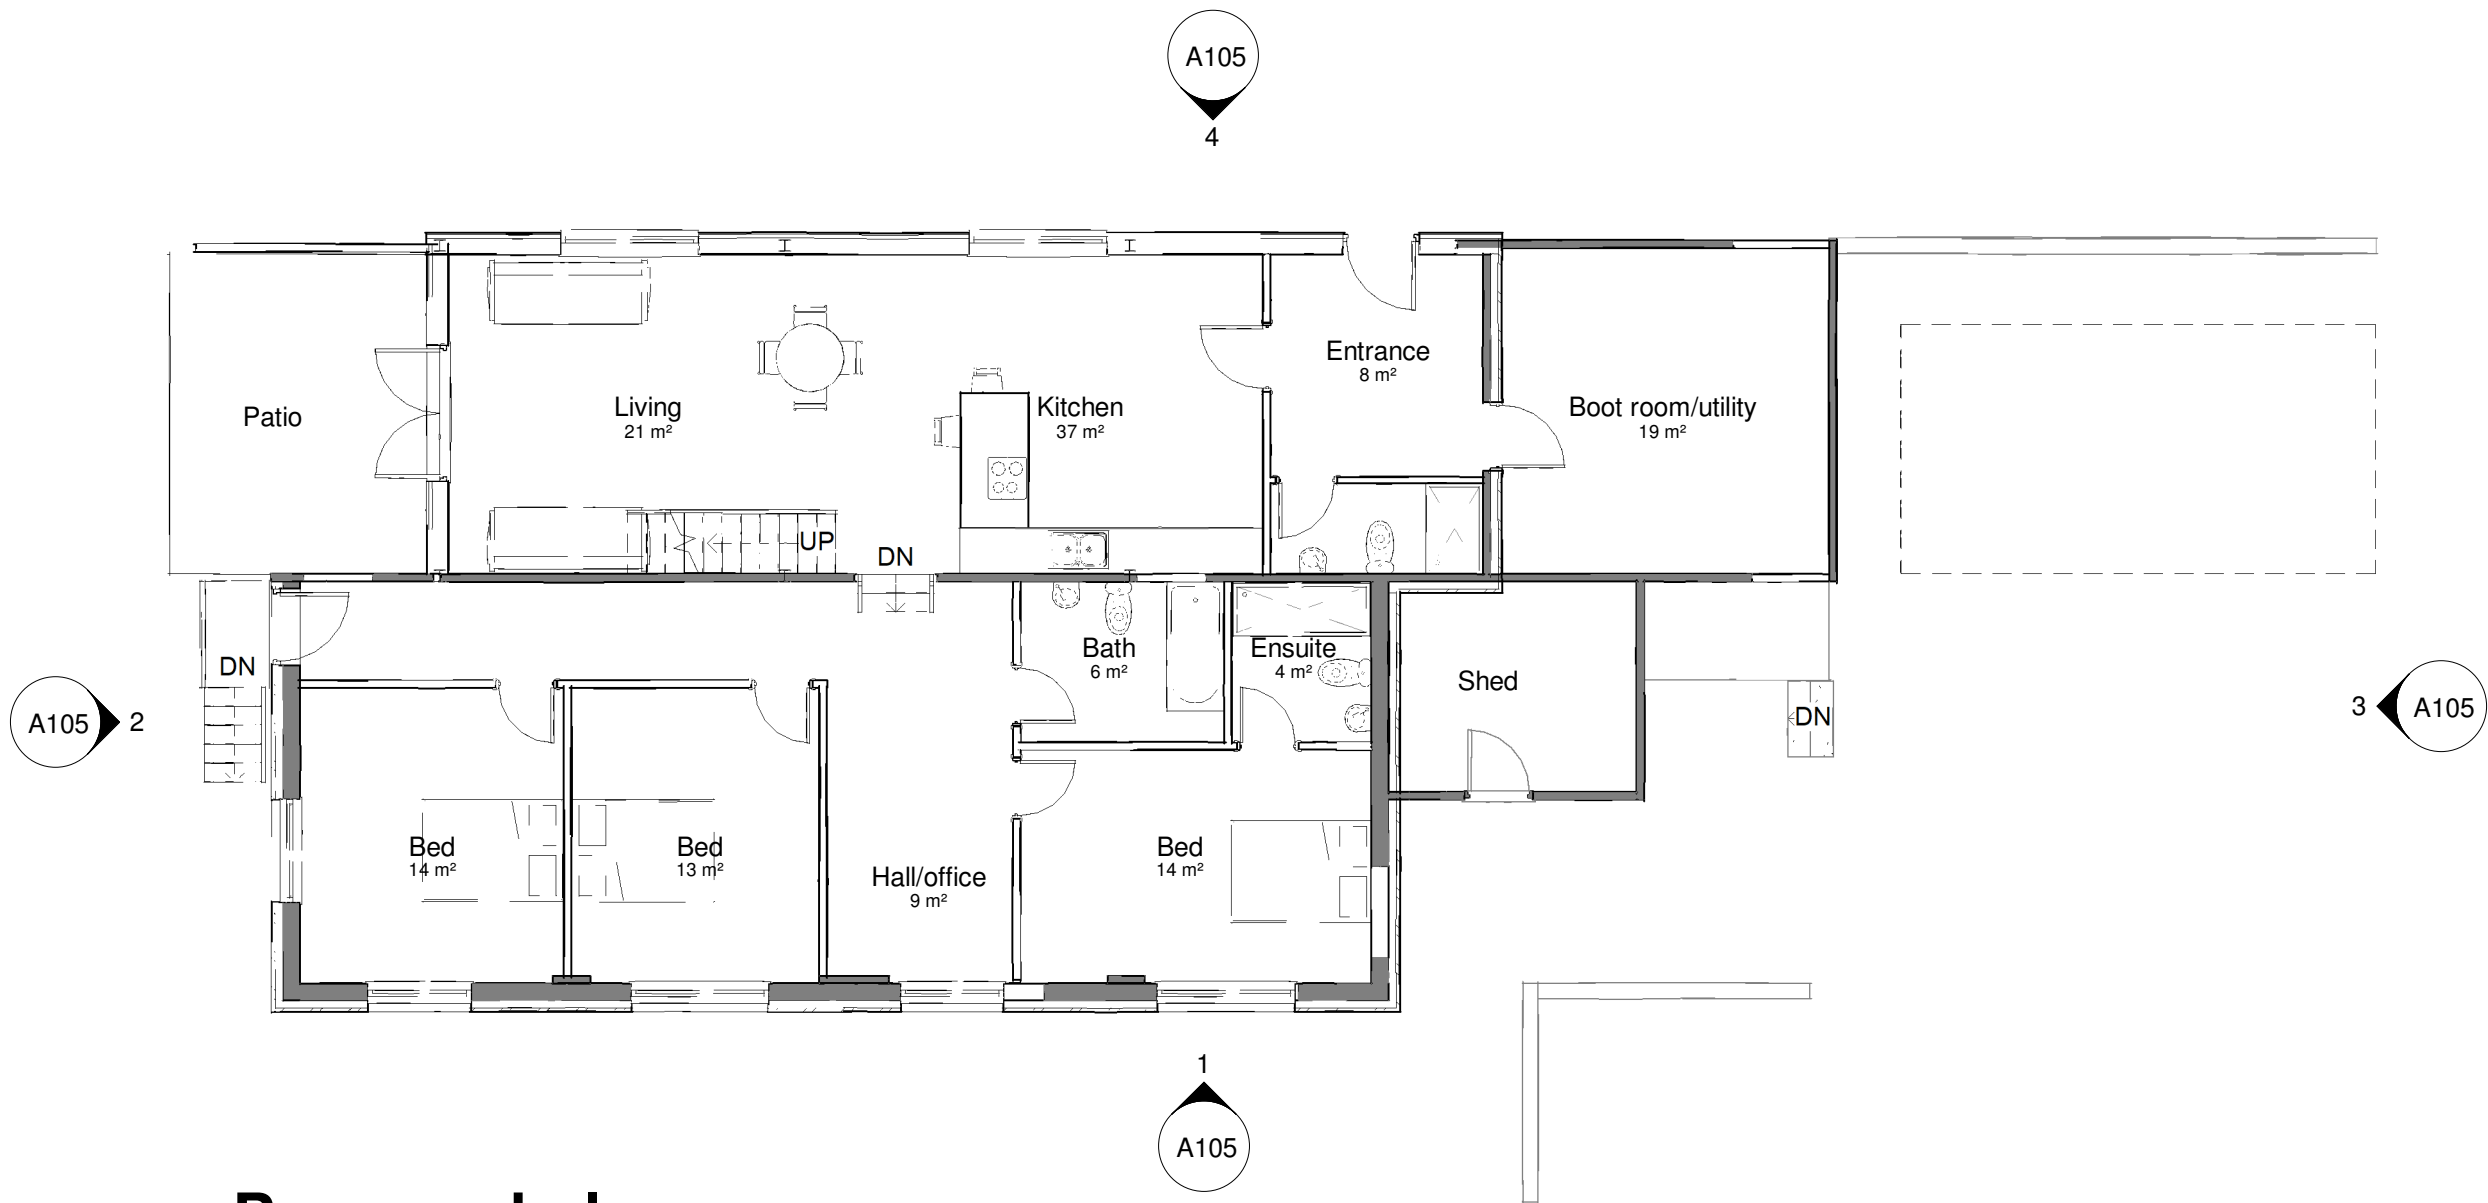 A105
4
Entrance
8 m²
Patio
Living
21 m²
Kitchen
37 m²
Boot room/utility
19 m²
UP
DN
DN
Bath
6 m²
Ensuite
4 m²
Shed
DN
A105
2
3
A105
Bed
14 m²
Bed
13 m²
Hall/office
9 m²
Bed
14 m²
1
A105